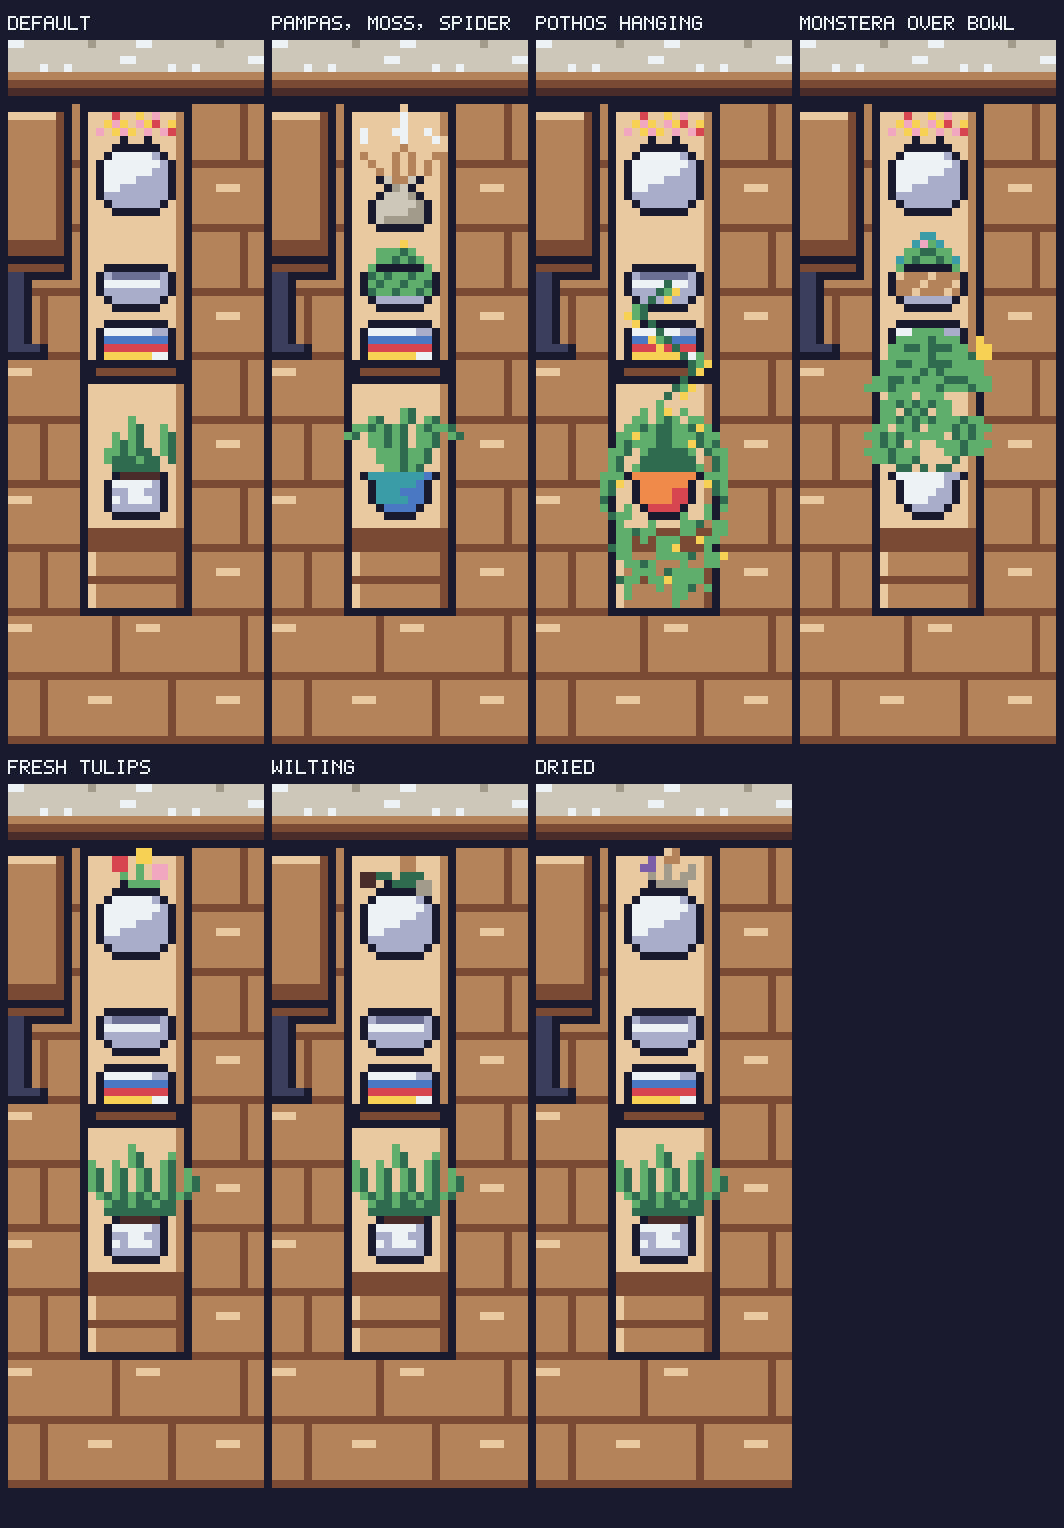 DEFAULT
PAMPAS, MOSS, SPIDER
POTHOS HANGING
MONSTERA OVER BOWL
FRESH TULIPS
WILTING
DRIED